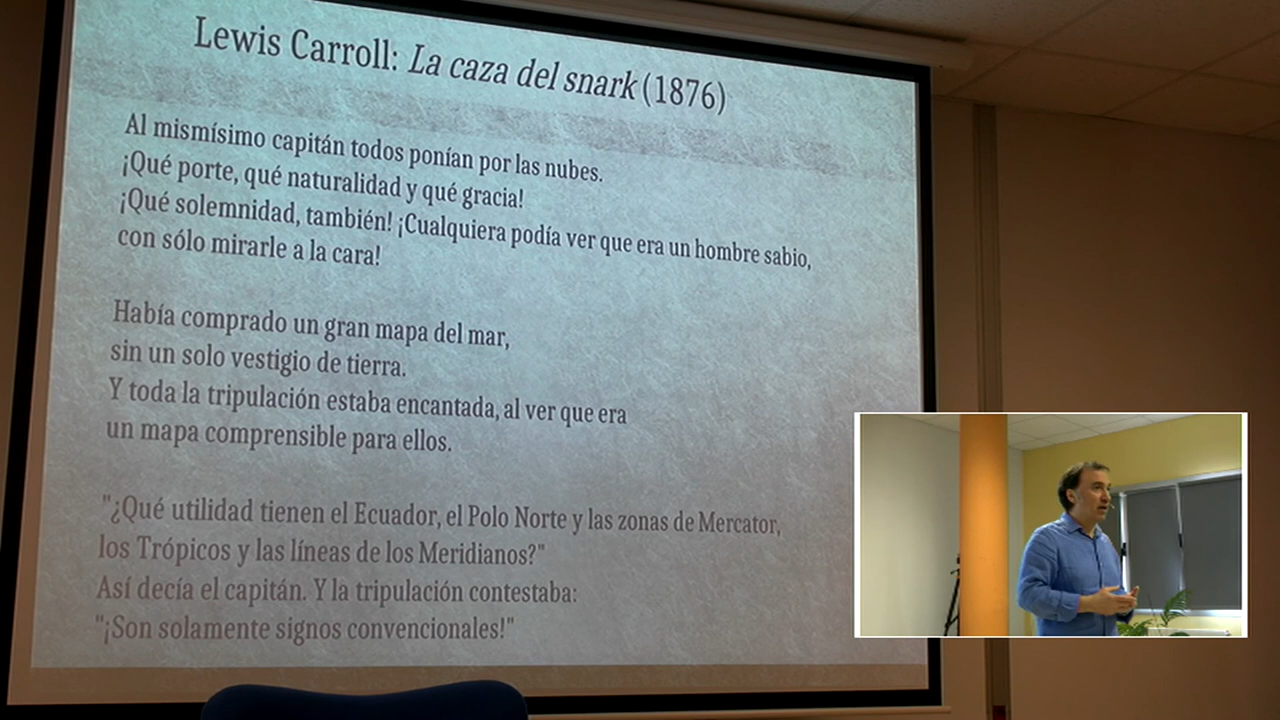 Lewis Carroll: La caza del snark (1876)
Al mismísimo capitán todos ponían por las nubes.
¡Qué porte, qué naturalidad y qué gracia!
¡Qué solemnidad, también! ¡Cualquiera podía ver que era un hombre sabio,
con sólo mirarle a la cara!
Había comprado un gran mapa del mar,
sin un solo vestigio de tierra.
Y toda la tripulación estaba encantada, al ver que era
un mapa comprensible para ellos.
"¿Qué utilidad tienen el Ecuador, el Polo Norte y las zonas de Mercator,
los Trópicos y las líneas de los Meridianos?"
Así decía el capitán. Y la tripulación contestaba:
"¡Son solamente signos convencionales!"